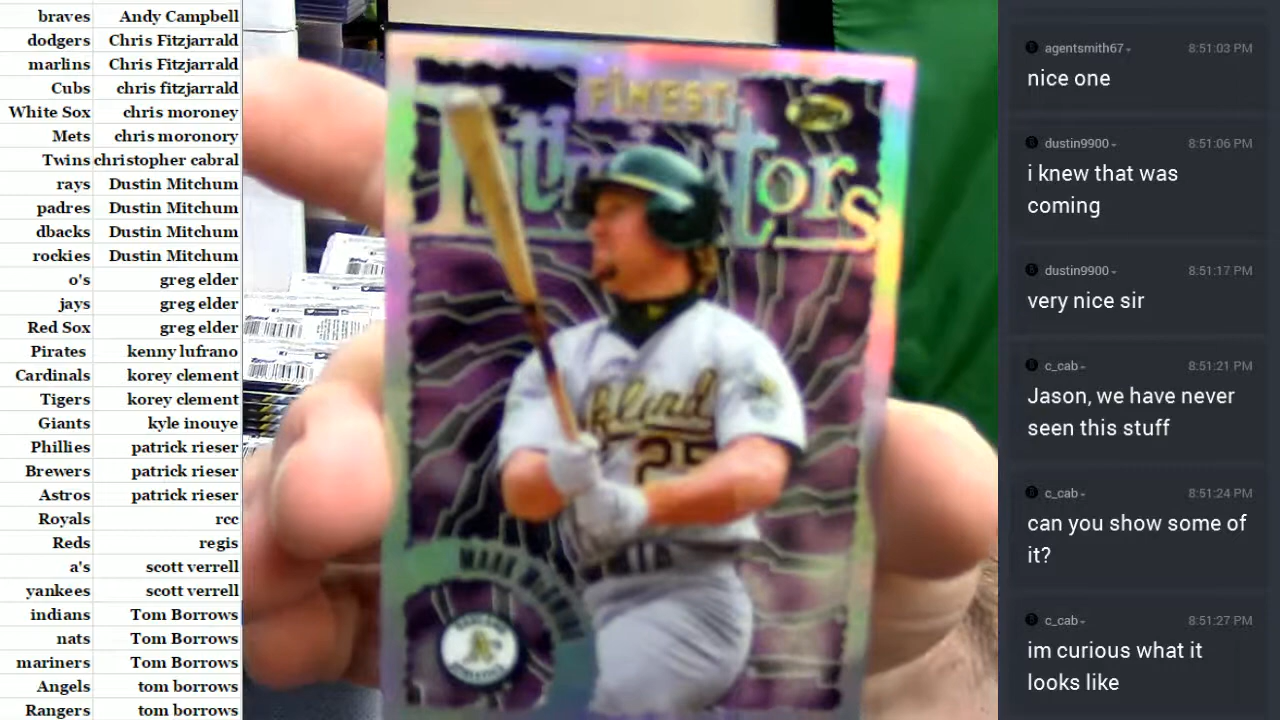 braves Andy Campbell
dodgers Chris Fitzjarrald
marlins Chris Fitzjarrald
Cubs chris fitzjarrald
White Sox chris moroney
Mets chris moronory
Twins christopher cabral
rays Dustin Mitchum
padres Dustin Mitchum
dbacks Dustin Mitchum
rockies Dustin Mitchum
o's greg elder
jays greg elder
Red Sox greg elder
Pirates kenny lufrano
Cardinals korey clement
Tigers korey clement
Giants kyle inouye
Phillies patrick rieser
Brewers patrick rieser
Astros patrick rieser
Royals rcc
Reds regis
a's scott verrell
yankees scott verrell
indians Tom Borrows
nats Tom Borrows
mariners Tom Borrows
Angels tom borrows
Rangers tom borrows
FINEST
25
MARK
agentsmith67 8:51:03 PM
nice one
dustin9900 8:51:06 PM
i knew that was
coming
dustin9900 8:51:17 PM
very nice sir
c_cab 8:51:21 PM
Jason, we have never
seen this stuff
c_cab 8:51:24 PM
can you show some of
it?
c_cab 8:51:27 PM
im curious what it
looks like